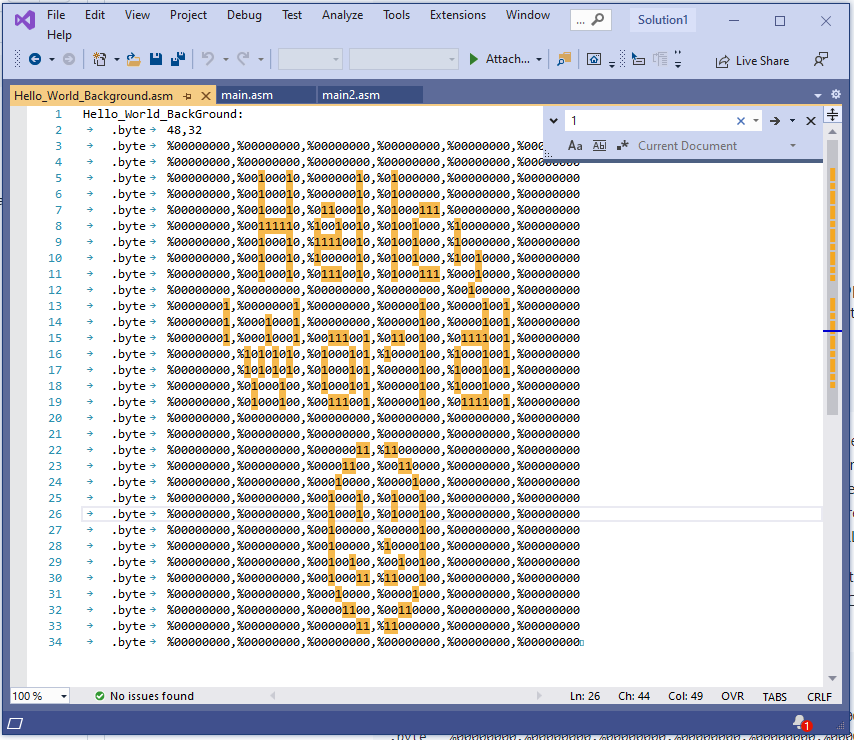 File Edit View Project Debug Test Analyze Tools Extensions Window ... Solution1
Help
Attach... Live Share
Hello_World_Background.asm main.asm main2.asm
1 Hello_World_BackGround:
1
Aa Ab .* Current Document
2 .byte 48,32
3 .byte %00000000,%00000000,%00000000,%00000000,%00000000,%000
4 .byte %00000000,%00000000,%00000000,%00000000,%00000000,%00000000
5 .byte %00000000,%00100010,%00000010,%01000000,%00000000,%00000000
6 .byte %00000000,%00100010,%00000010,%01000000,%00000000,%00000000
7 .byte %00000000,%00100010,%01100010,%01000111,%00000000,%00000000
8 .byte %00000000,%00111110,%10010010,%01001000,%10000000,%00000000
9 .byte %00000000,%00100010,%11110010,%01001000,%10000000,%00000000
10 .byte %00000000,%00100010,%10000010,%01001000,%10010000,%00000000
11 .byte %00000000,%00100010,%01110010,%01000111,%00010000,%00000000
12 .byte %00000000,%00000000,%00000000,%00000000,%00100000,%00000000
13 .byte %00000001,%00000001,%00000000,%00000100,%00001001,%00000000
14 .byte %00000001,%00010001,%00000000,%00000100,%00001001,%00000000
15 .byte %00000001,%00010001,%00111001,%01100100,%01111001,%00000000
16 .byte %00000000,%10101010,%01000101,%10000100,%10001001,%00000000
17 .byte %00000000,%10101010,%01000101,%00000100,%10001001,%00000000
18 .byte %00000000,%01000100,%01000101,%00000100,%10001001,%00000000
19 .byte %00000000,%01000100,%00111001,%00000100,%01111001,%00000000
20 .byte %00000000,%00000000,%00000000,%00000000,%00000000,%00000000
21 .byte %00000000,%00000000,%00000000,%00000000,%00000000,%00000000
22 .byte %00000000,%00000000,%00000011,%11000000,%00000000,%00000000
23 .byte %00000000,%00000000,%00001100,%00110000,%00000000,%00000000
24 .byte %00000000,%00000000,%00010000,%00001000,%00000000,%00000000
25 .byte %00000000,%00000000,%00100010,%01000100,%00000000,%00000000
26 .byte %00000000,%00000000,%00100010,%01000100,%00000000,%00000000
27 .byte %00000000,%00000000,%00100000,%00000100,%00000000,%00000000
28 .byte %00000000,%00000000,%00100000,%10000100,%00000000,%00000000
29 .byte %00000000,%00000000,%00100100,%00100100,%00000000,%00000000
30 .byte %00000000,%00000000,%00100011,%11000100,%00000000,%00000000
31 .byte %00000000,%00000000,%00010000,%00001000,%00000000,%00000000
32 .byte %00000000,%00000000,%00001100,%00110000,%00000000,%00000000
33 .byte %00000000,%00000000,%00000011,%11000000,%00000000,%00000000
34 .byte %00000000,%00000000,%00000000,%00000000,%00000000,%00000000
100 % No issues found Ln: 26 Ch: 44 Col: 49 OVR TABS CRLF
1